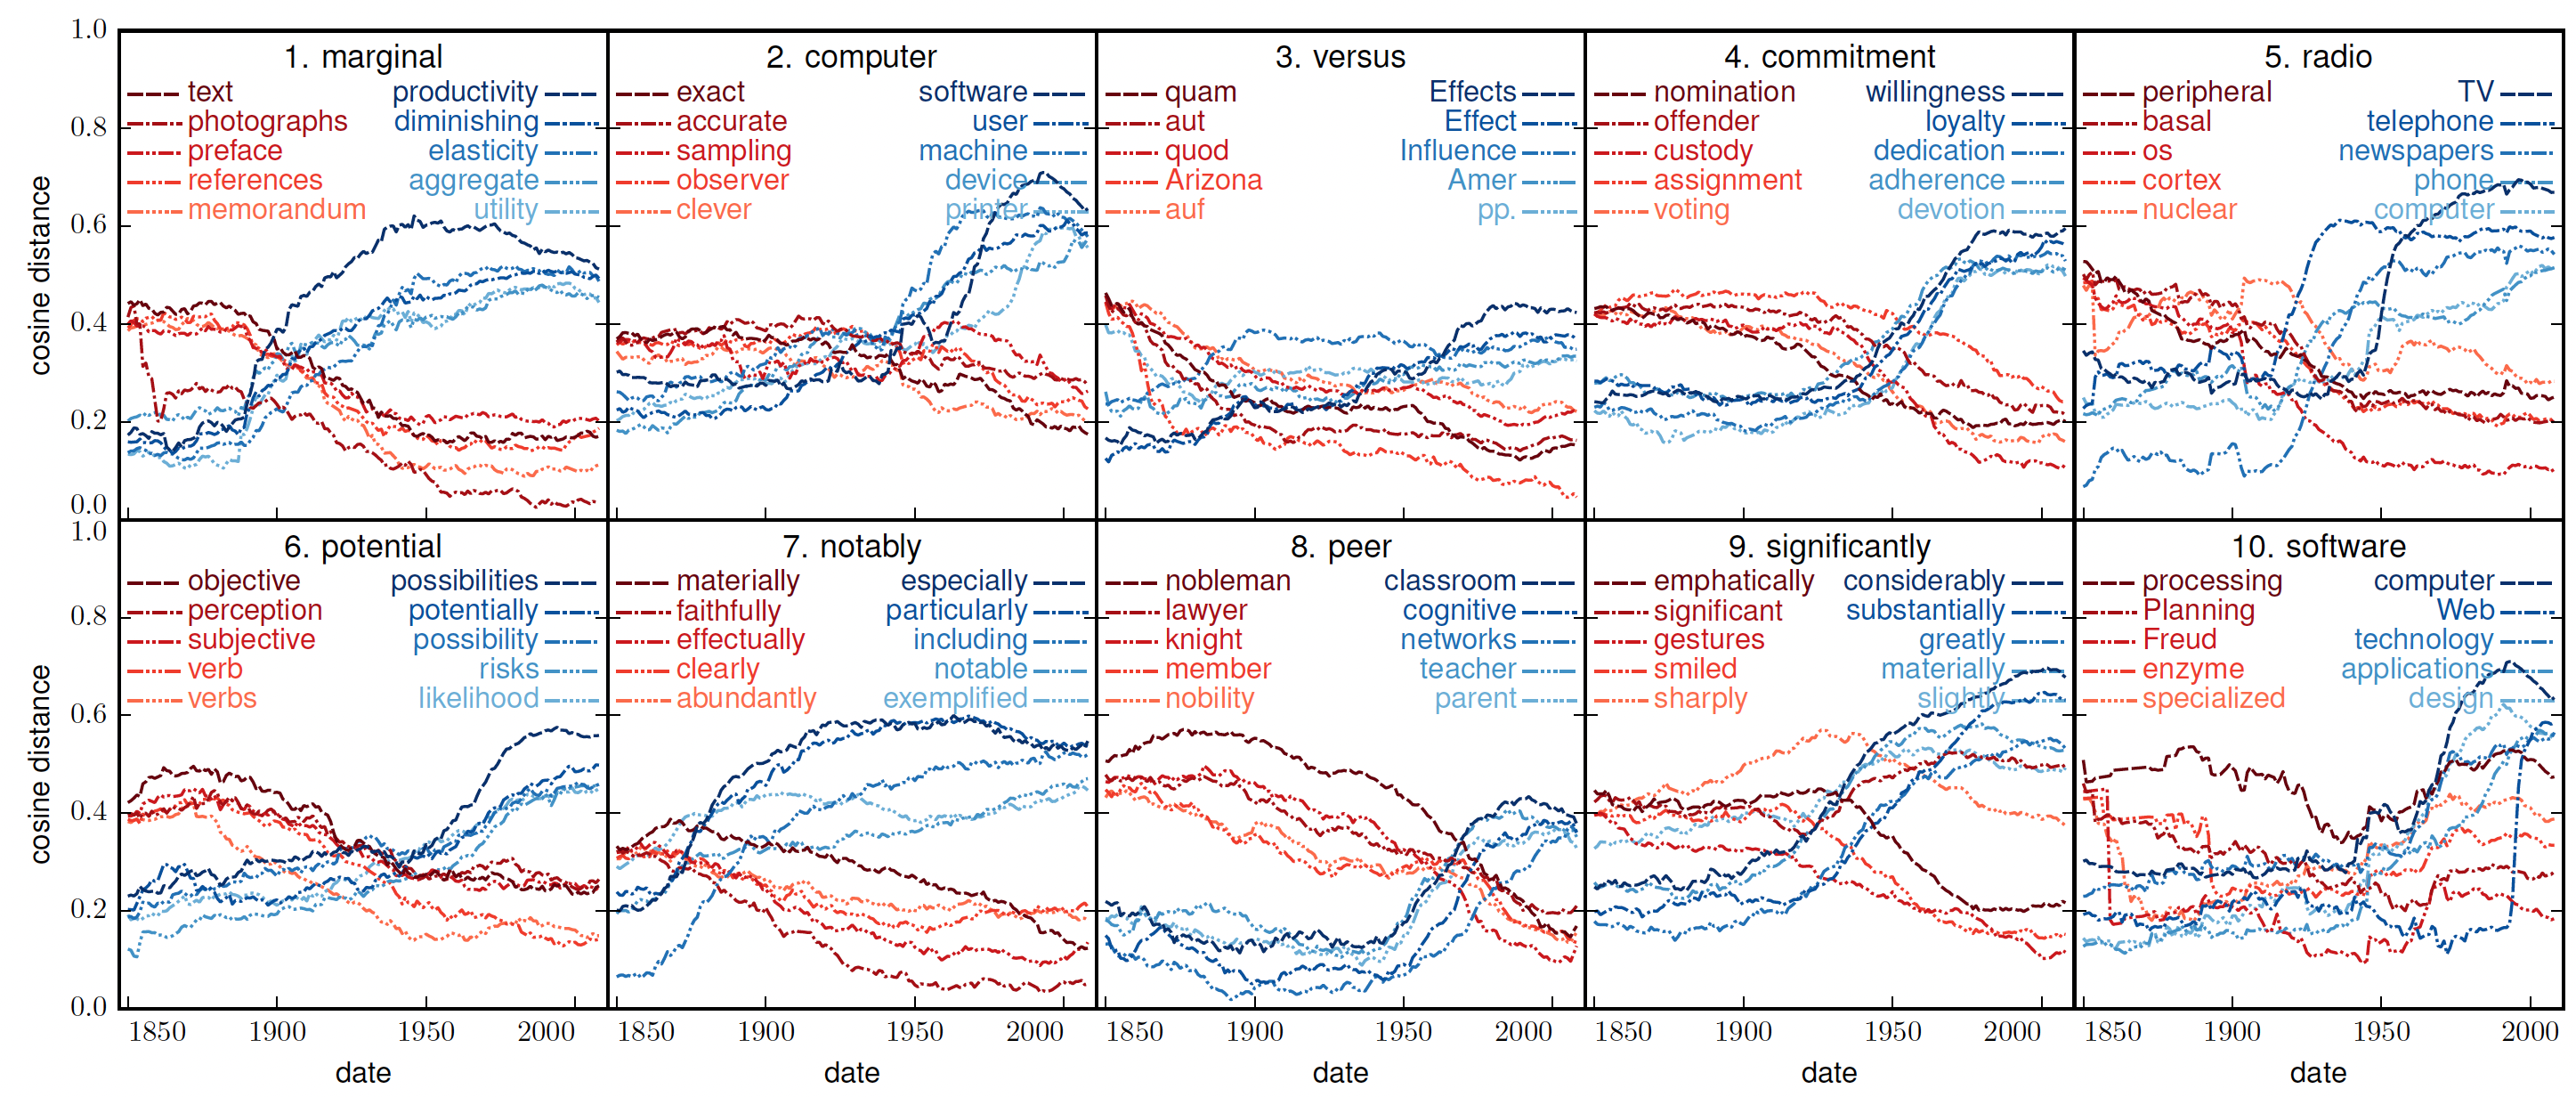 1.0
0.8
0.6
0.4
0.2
0.0
cosine distance
1. marginal
text productivity
photographs diminishing
preface elasticity
references aggregate
memorandum utility
2. computer
exact software
accurate user
sampling machine
observer device
clever printer
3. versus
quam Effects
aut Effect
quod Influence
Arizona Amer
auf pp.
4. commitment
nomination willingness
offender loyalty
custody dedication
assignment adherence
voting devotion
5. radio
peripheral TV
basal telephone
os newspapers
cortex phone
nuclear computer
1.0
0.8
0.6
0.4
0.2
0.0
cosine distance
6. potential
objective possibilities
perception potentially
subjective possibility
verb risks
verbs likelihood
7. notably
materially especially
faithfully particularly
effectually including
clearly notable
abundantly exemplified
8. peer
nobleman classroom
lawyer cognitive
knight networks
member teacher
nobility parent
9. significantly
emphatically considerably
significant substantially
gestures greatly
smiled materially
sharply slightly
10. software
processing computer
Planning Web
Freud technology
enzyme applications
specialized design
1850 1900 1950 2000 1850 1900 1950 2000 1850 1900 1950 2000 1850 1900 1950 2000 1850 1900 1950 2000
date date date date date